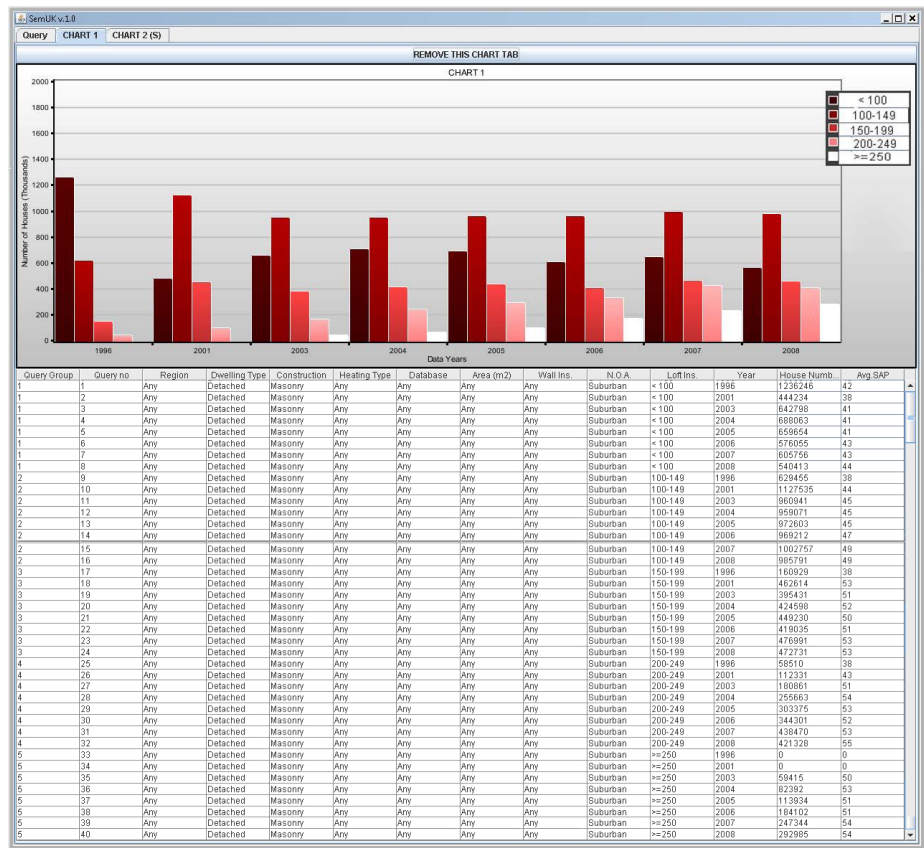 SemUK v.1.0
Query CHART 1 CHART 2 (S)
REMOVE THIS CHART TAB
CHART 1
2000
1800
1600
1400
1200
1000
800
600
400
200
0
Number of Houses (Thousands)
< 100
100-149
150-199
200-249
>=250
1996 2001 2003 2004 2005 2006 2007 2008
Data Years
Query Group Query no Region Dwelling Type Construction Heating Type Database Area (m2) Wall Ins. N.O.A. Loft Ins. Year House Numb... Avg.SAP
1 1 Any Detached Masonry Any Any Any Any Suburban < 100 1996 1236246 42
1 2 Any Detached Masonry Any Any Any Any Suburban < 100 2001 444234 38
1 3 Any Detached Masonry Any Any Any Any Suburban < 100 2003 642798 41
1 4 Any Detached Masonry Any Any Any Any Suburban < 100 2004 688063 41
1 5 Any Detached Masonry Any Any Any Any Suburban < 100 2005 659654 41
1 6 Any Detached Masonry Any Any Any Any Suburban < 100 2006 576055 43
1 7 Any Detached Masonry Any Any Any Any Suburban < 100 2007 605756 43
1 8 Any Detached Masonry Any Any Any Any Suburban < 100 2008 540413 44
2 9 Any Detached Masonry Any Any Any Any Suburban 100-149 1996 629455 38
2 10 Any Detached Masonry Any Any Any Any Suburban 100-149 2001 1127535 44
2 11 Any Detached Masonry Any Any Any Any Suburban 100-149 2003 960941 45
2 12 Any Detached Masonry Any Any Any Any Suburban 100-149 2004 959071 45
2 13 Any Detached Masonry Any Any Any Any Suburban 100-149 2005 972603 45
2 14 Any Detached Masonry Any Any Any Any Suburban 100-149 2006 969212 47
2 15 Any Detached Masonry Any Any Any Any Suburban 100-149 2007 1002757 49
2 16 Any Detached Masonry Any Any Any Any Suburban 100-149 2008 985791 49
3 17 Any Detached Masonry Any Any Any Any Suburban 150-199 1996 160929 38
3 18 Any Detached Masonry Any Any Any Any Suburban 150-199 2001 462614 53
3 19 Any Detached Masonry Any Any Any Any Suburban 150-199 2003 395431 51
3 20 Any Detached Masonry Any Any Any Any Suburban 150-199 2004 424598 52
3 21 Any Detached Masonry Any Any Any Any Suburban 150-199 2005 449230 50
3 22 Any Detached Masonry Any Any Any Any Suburban 150-199 2006 419035 51
3 23 Any Detached Masonry Any Any Any Any Suburban 150-199 2007 476991 53
3 24 Any Detached Masonry Any Any Any Any Suburban 150-199 2008 472731 53
4 25 Any Detached Masonry Any Any Any Any Suburban 200-249 1996 58510 38
4 26 Any Detached Masonry Any Any Any Any Suburban 200-249 2001 112331 43
4 27 Any Detached Masonry Any Any Any Any Suburban 200-249 2003 180861 51
4 28 Any Detached Masonry Any Any Any Any Suburban 200-249 2004 255663 54
4 29 Any Detached Masonry Any Any Any Any Suburban 200-249 2005 303375 53
4 30 Any Detached Masonry Any Any Any Any Suburban 200-249 2006 344301 52
4 31 Any Detached Masonry Any Any Any Any Suburban 200-249 2007 438470 53
4 32 Any Detached Masonry Any Any Any Any Suburban 200-249 2008 421328 55
5 33 Any Detached Masonry Any Any Any Any Suburban >=250 1996 0 0
5 34 Any Detached Masonry Any Any Any Any Suburban >=250 2001 0 0
5 35 Any Detached Masonry Any Any Any Any Suburban >=250 2003 59415 50
5 36 Any Detached Masonry Any Any Any Any Suburban >=250 2004 82392 53
5 37 Any Detached Masonry Any Any Any Any Suburban >=250 2005 113934 51
5 38 Any Detached Masonry Any Any Any Any Suburban >=250 2006 184102 51
5 39 Any Detached Masonry Any Any Any Any Suburban >=250 2007 247344 54
5 40 Any Detached Masonry Any Any Any Any Suburban >=250 2008 292985 54